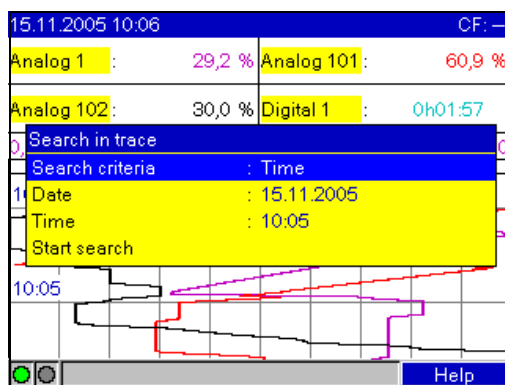 15.11.2005 10:06 CF: –
Analog 1 : 29,2 % Analog 101 : 60,9 %
Analog 102 : 30,0 % Digital 1 : 0h01:57
Search in trace
Search criteria : Time
Date : 15.11.2005
Time : 10:05
Start search
10:05
Help